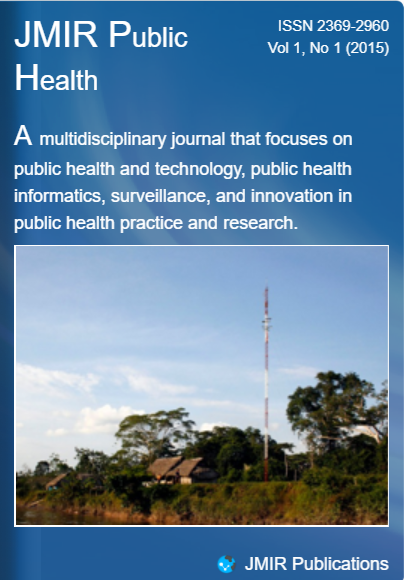 JMIR Public
Health
ISSN 2369-2960
Vol 1, No 1 (2015)
A multidisciplinary journal that focuses on
public health and technology, public health
informatics, surveillance, and innovation in
public health practice and research.
JMIR Publications